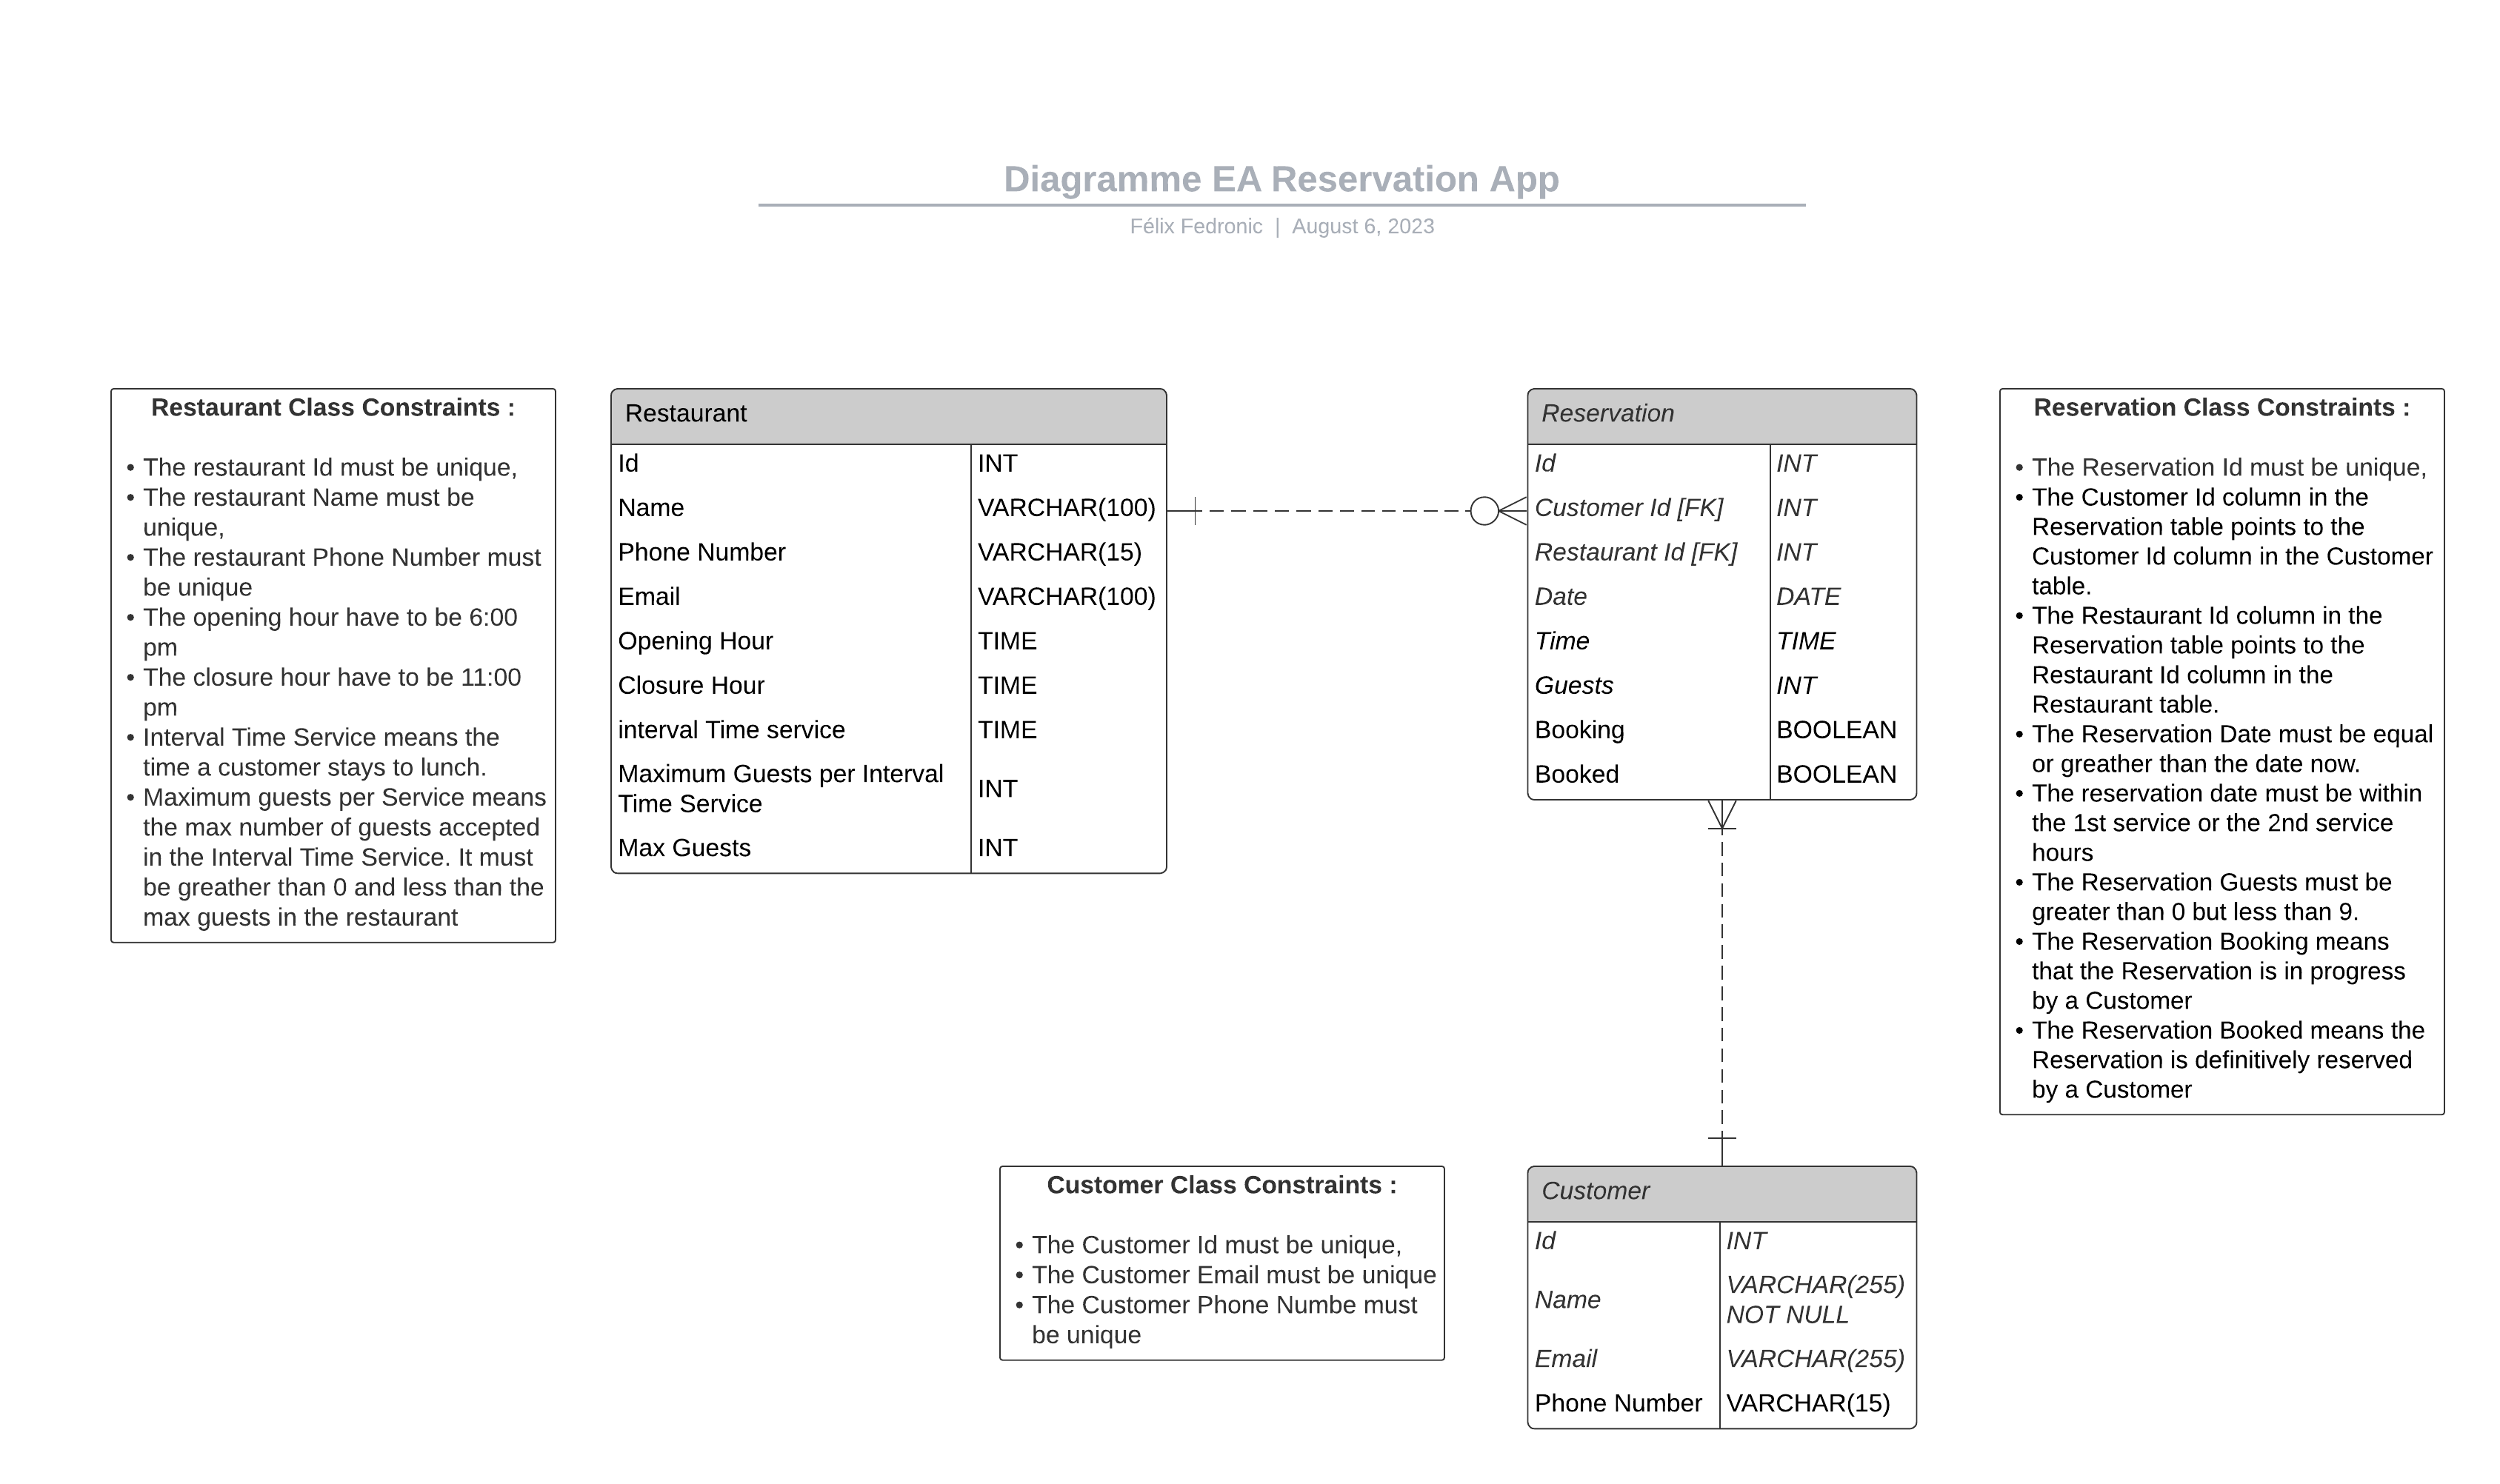 Diagramme EA Reservation App
Félix Fedronic | August 6, 2023
Restaurant Class Constraints :
• The restaurant Id must be unique,
• The restaurant Name must be
unique,
• The restaurant Phone Number must
be unique
• The opening hour have to be 6:00
pm
• The closure hour have to be 11:00
pm
• Interval Time Service means the
time a customer stays to lunch.
• Maximum guests per Service means
the max number of guests accepted
in the Interval Time Service. It must
be greather than 0 and less than the
max guests in the restaurant
Restaurant
Id INT
Name VARCHAR(100)
Phone Number VARCHAR(15)
Email VARCHAR(100)
Opening Hour TIME
Closure Hour TIME
interval Time service TIME
Maximum Guests per Interval
Time Service INT
Max Guests INT
Reservation
Id INT
Customer Id [FK] INT
Restaurant Id [FK] INT
Date DATE
Time TIME
Guests INT
Booking BOOLEAN
Booked BOOLEAN
Reservation Class Constraints :
• The Reservation Id must be unique,
• The Customer Id column in the
Reservation table points to the
Customer Id column in the Customer
table.
• The Restaurant Id column in the
Reservation table points to the
Restaurant Id column in the
Restaurant table.
• The Reservation Date must be equal
or greather than the date now.
• The reservation date must be within
the 1st service or the 2nd service
hours
• The Reservation Guests must be
greater than 0 but less than 9.
• The Reservation Booking means
that the Reservation is in progress
by a Customer
• The Reservation Booked means the
Reservation is definitively reserved
by a Customer
Customer Class Constraints :
• The Customer Id must be unique,
• The Customer Email must be unique
• The Customer Phone Numbe must
be unique
Customer
Id INT
Name VARCHAR(255)
NOT NULL
Email VARCHAR(255)
Phone Number VARCHAR(15)